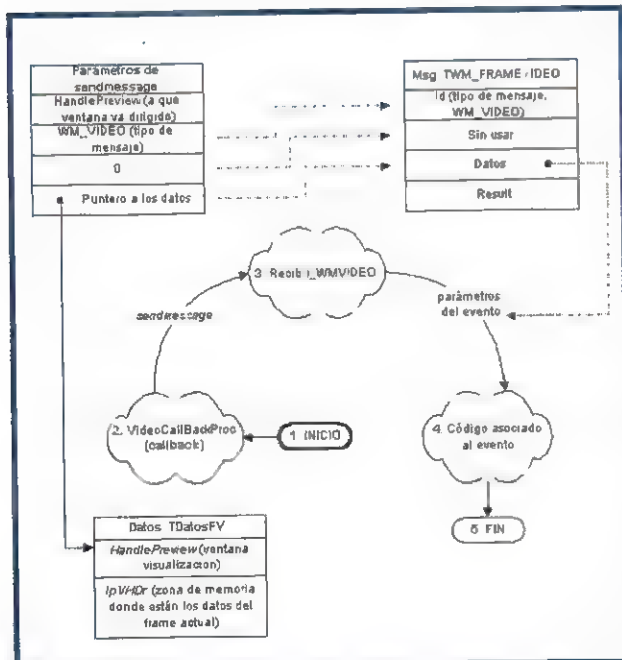 Parámetros de
sendmessage
HandlePreview (a que
ventana va dirigido)
WM_VIDEO (tipo de
mensaje)
0
Puntero a los datos
Msg TWM_FRAMEVIDEO
Id (tipo de mensaje,
WM_VIDEO)
Sin usar
Datos
Result
3. Recibir_WMVIDEO
sendmessage
parámetros
del evento
2. VideoCallBackProc
(callback)
1 INICIO
4. Código asociado
al evento
5 FIN
Datos TDatosFV
HandlePreview (ventana
visualizacion)
lpVHDr (zona de memoria
donde están los datos del
frame actual)